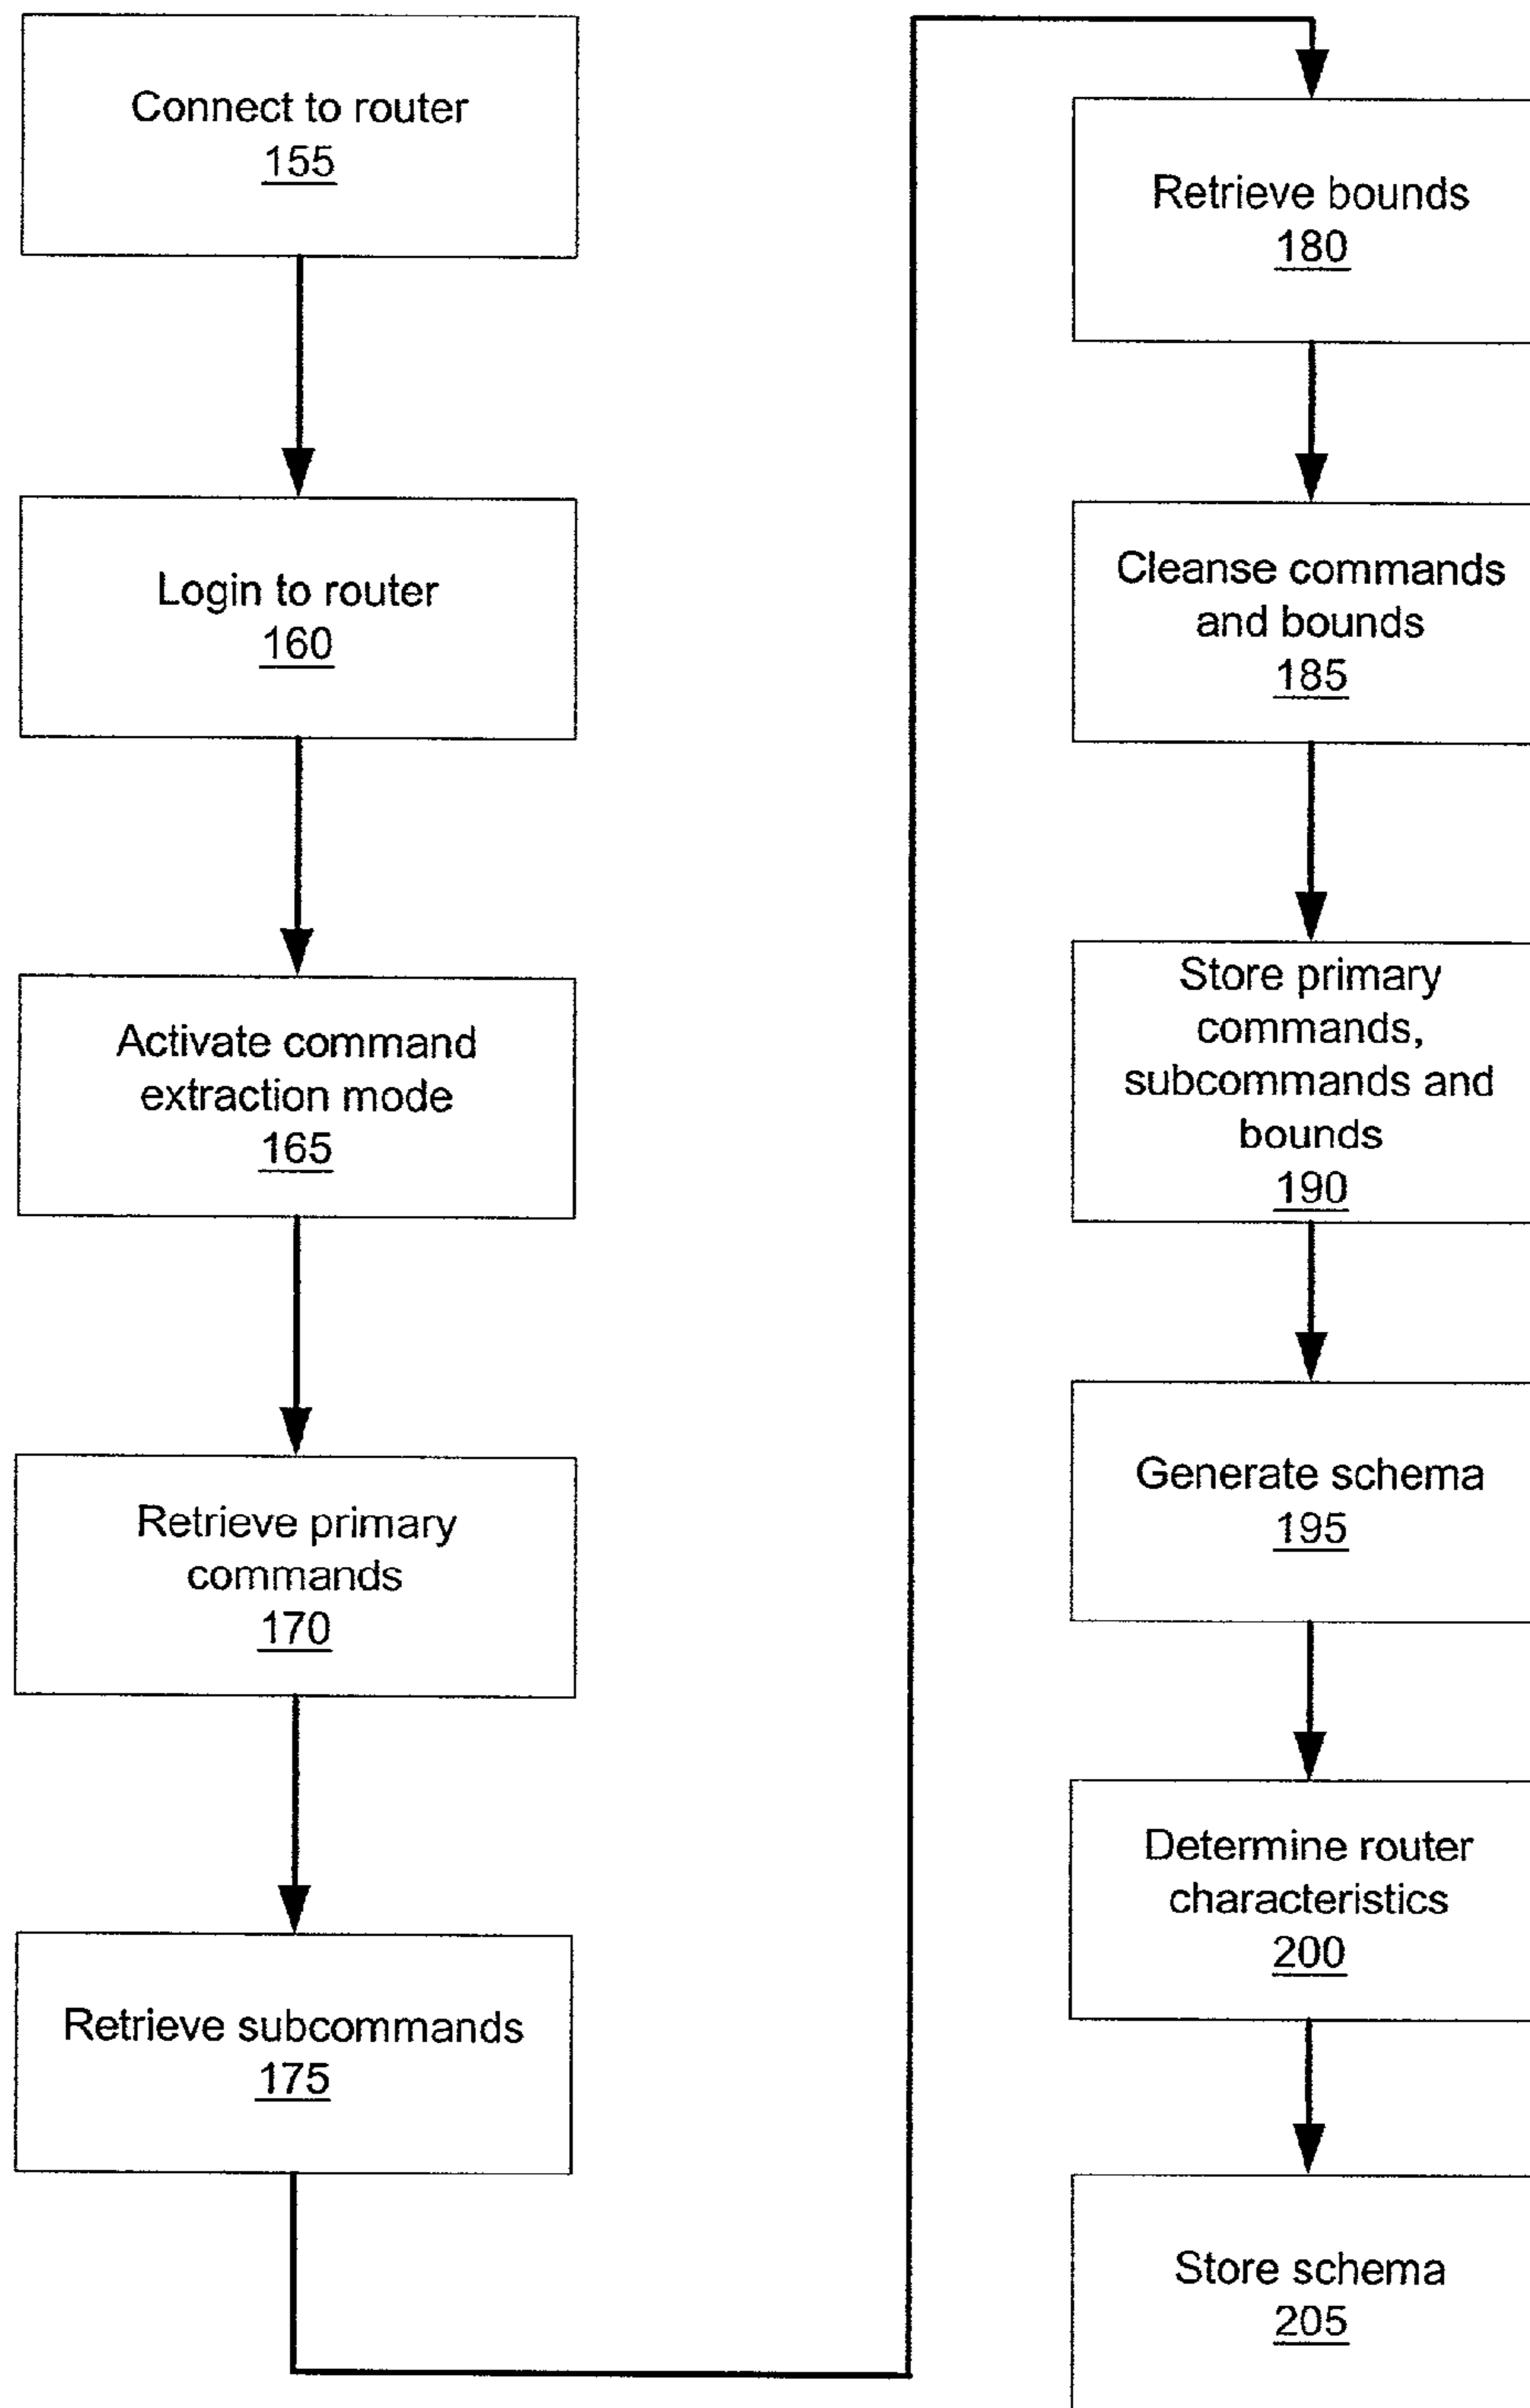 Connect to router
155
Login to router
160
Activate command
extraction mode
165
Retrieve primary
commands
170
Retrieve subcommands
175
Retrieve bounds
180
Cleanse commands
and bounds
185
Store primary
commands,
subcommands and
bounds
190
Generate schema
195
Determine router
characteristics
200
Store schema
205